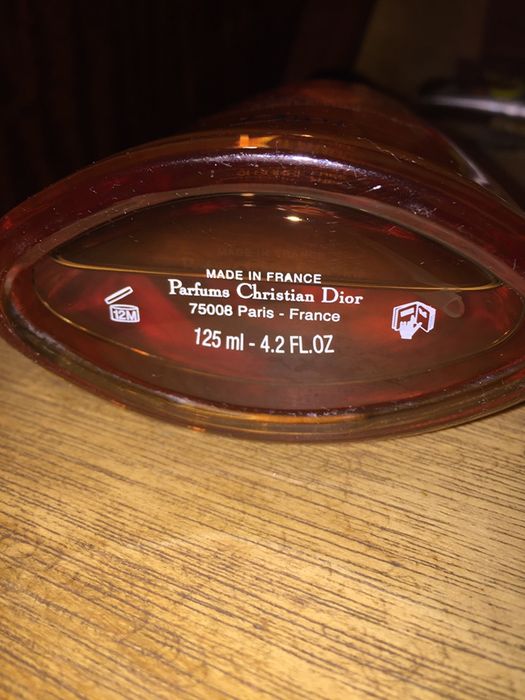 MADE IN FRANCE
Parfums Christian Dior
75008 Paris - France
12M
125 ml - 4.2 FL.OZ